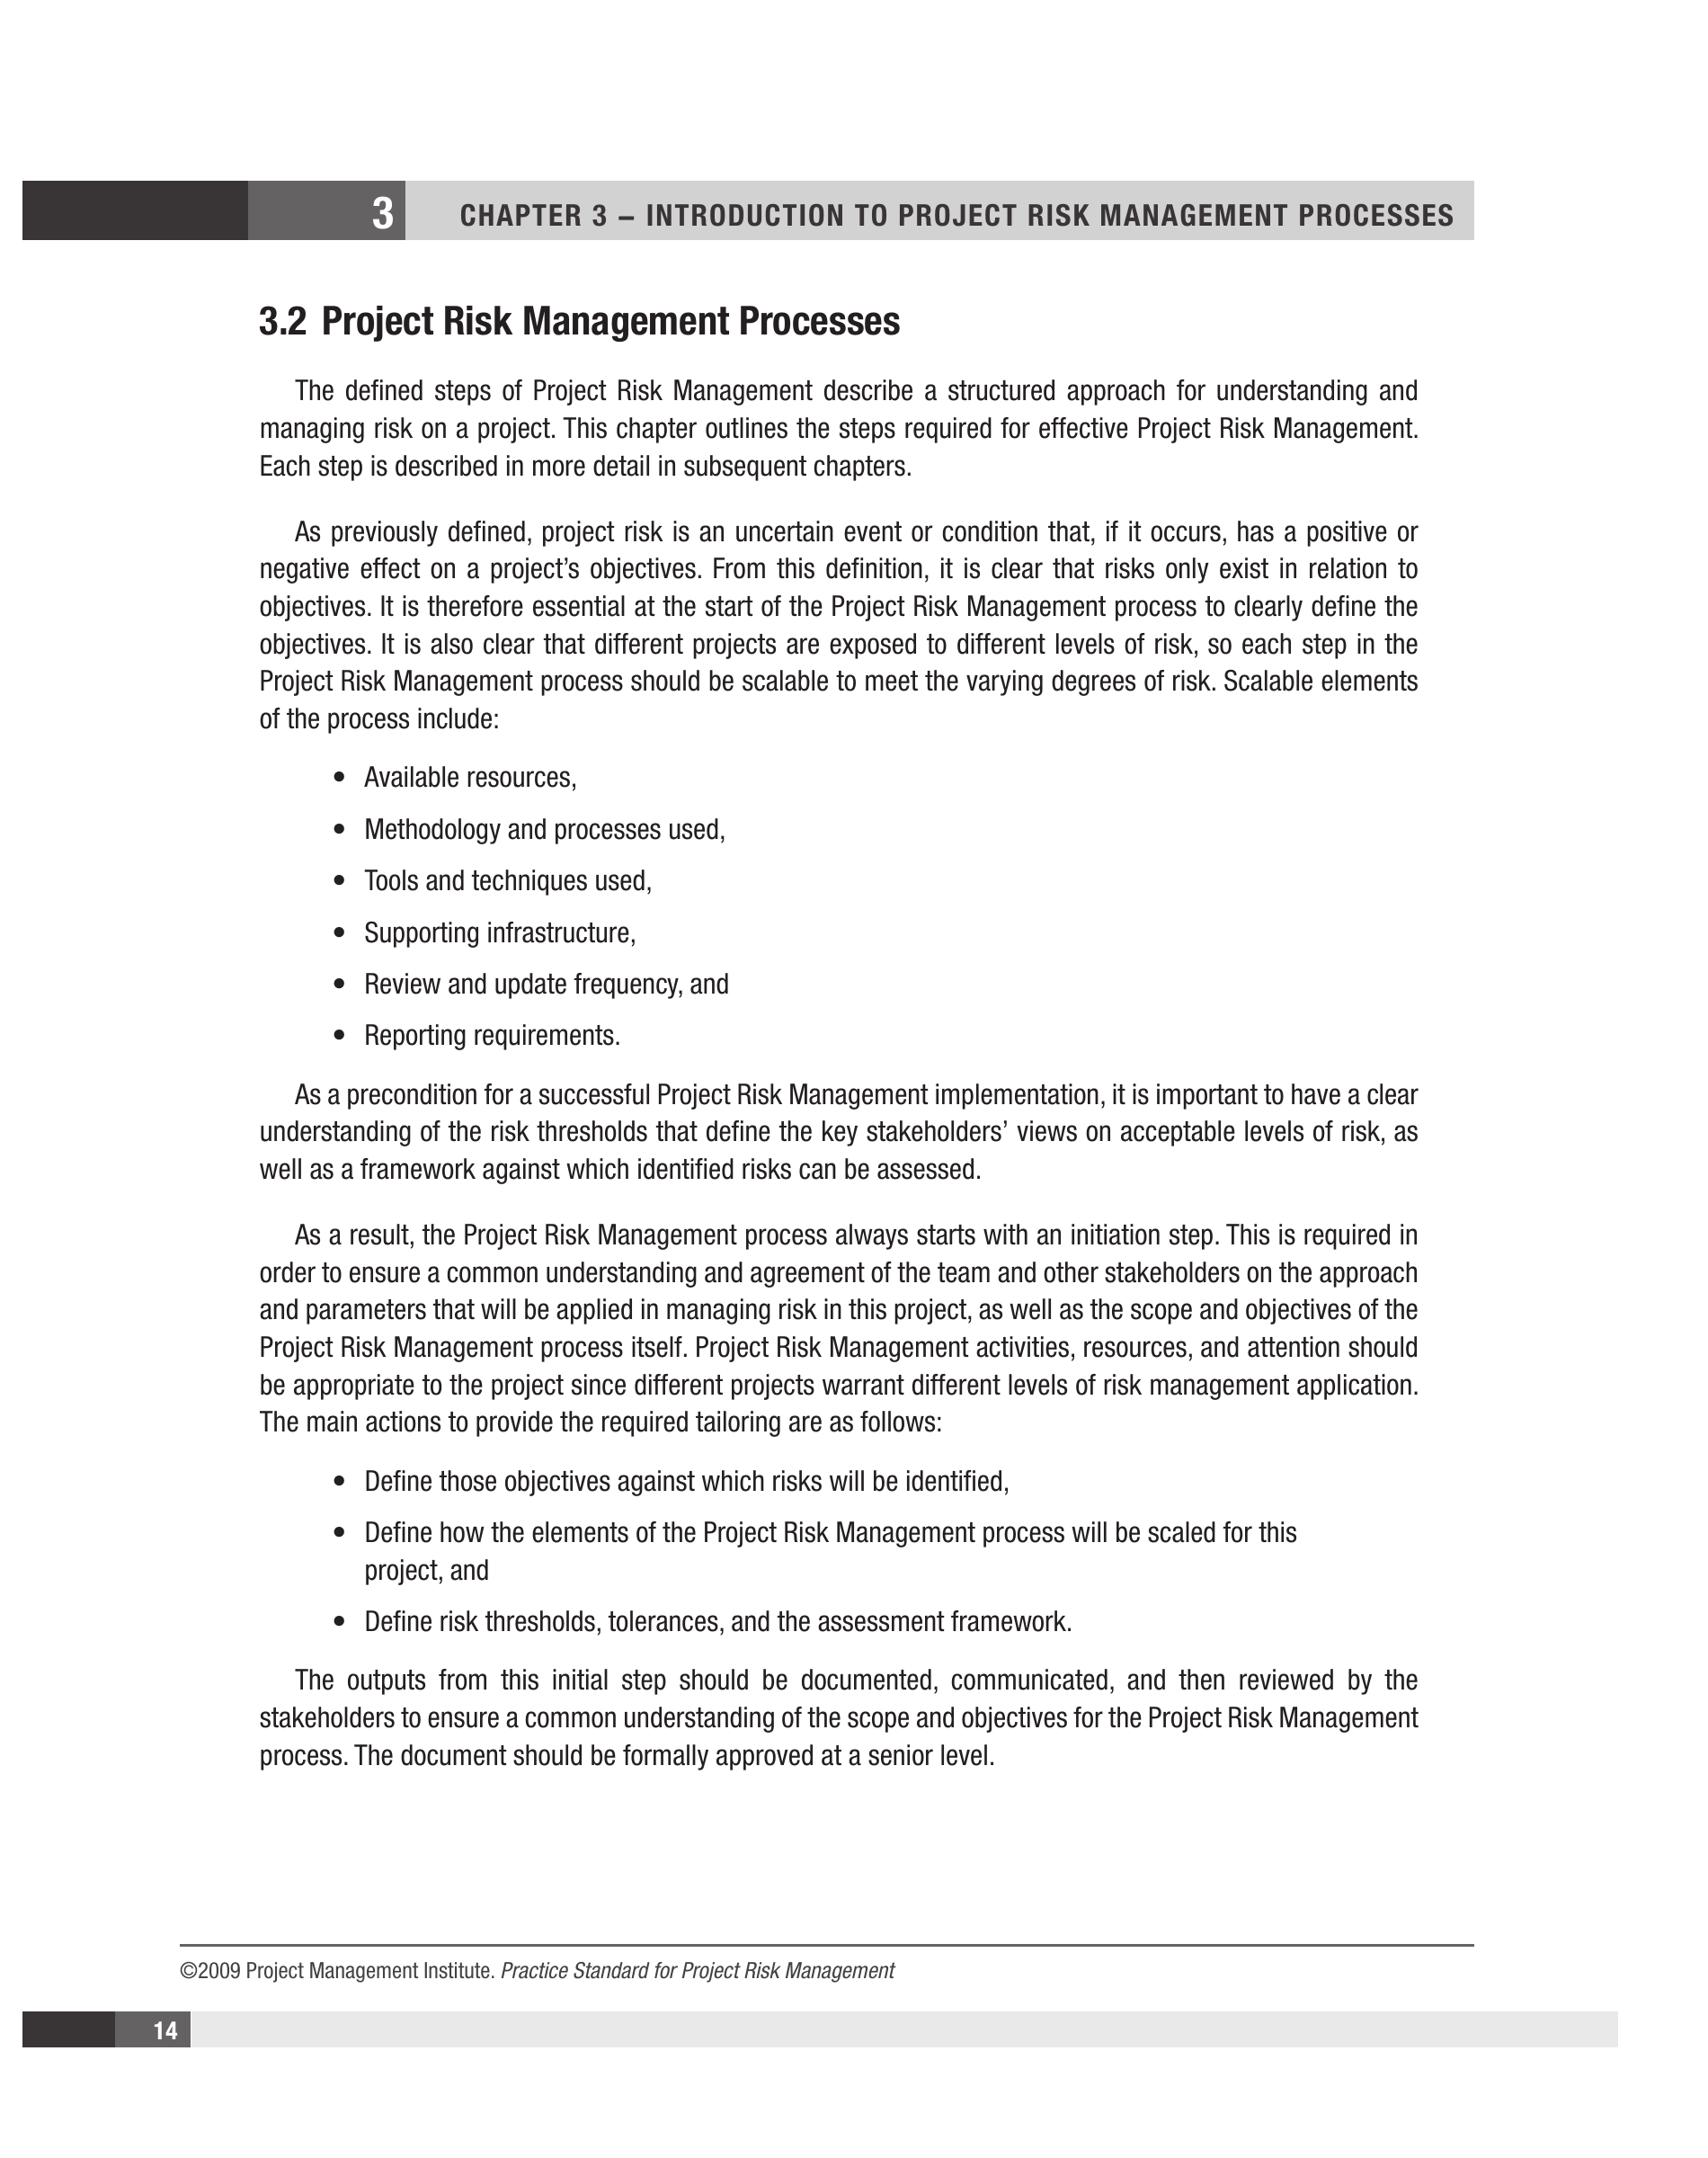 3 CHAPTER 3 – INTRODUCTION TO PROJECT RISK MANAGEMENT PROCESSES
3.2 Project Risk Management Processes
The defined steps of Project Risk Management describe a structured approach for understanding and
managing risk on a project. This chapter outlines the steps required for effective Project Risk Management.
Each step is described in more detail in subsequent chapters.
As previously defined, project risk is an uncertain event or condition that, if it occurs, has a positive or
negative effect on a project’s objectives. From this definition, it is clear that risks only exist in relation to
objectives. It is therefore essential at the start of the Project Risk Management process to clearly define the
objectives. It is also clear that different projects are exposed to different levels of risk, so each step in the
Project Risk Management process should be scalable to meet the varying degrees of risk. Scalable elements
of the process include:
• Available resources,
• Methodology and processes used,
• Tools and techniques used,
• Supporting infrastructure,
• Review and update frequency, and
• Reporting requirements.
As a precondition for a successful Project Risk Management implementation, it is important to have a clear
understanding of the risk thresholds that define the key stakeholders’ views on acceptable levels of risk, as
well as a framework against which identified risks can be assessed.
As a result, the Project Risk Management process always starts with an initiation step. This is required in
order to ensure a common understanding and agreement of the team and other stakeholders on the approach
and parameters that will be applied in managing risk in this project, as well as the scope and objectives of the
Project Risk Management process itself. Project Risk Management activities, resources, and attention should
be appropriate to the project since different projects warrant different levels of risk management application.
The main actions to provide the required tailoring are as follows:
• Define those objectives against which risks will be identified,
• Define how the elements of the Project Risk Management process will be scaled for this
project, and
• Define risk thresholds, tolerances, and the assessment framework.
The outputs from this initial step should be documented, communicated, and then reviewed by the
stakeholders to ensure a common understanding of the scope and objectives for the Project Risk Management
process. The document should be formally approved at a senior level.
©2009 Project Management Institute. Practice Standard for Project Risk Management
14